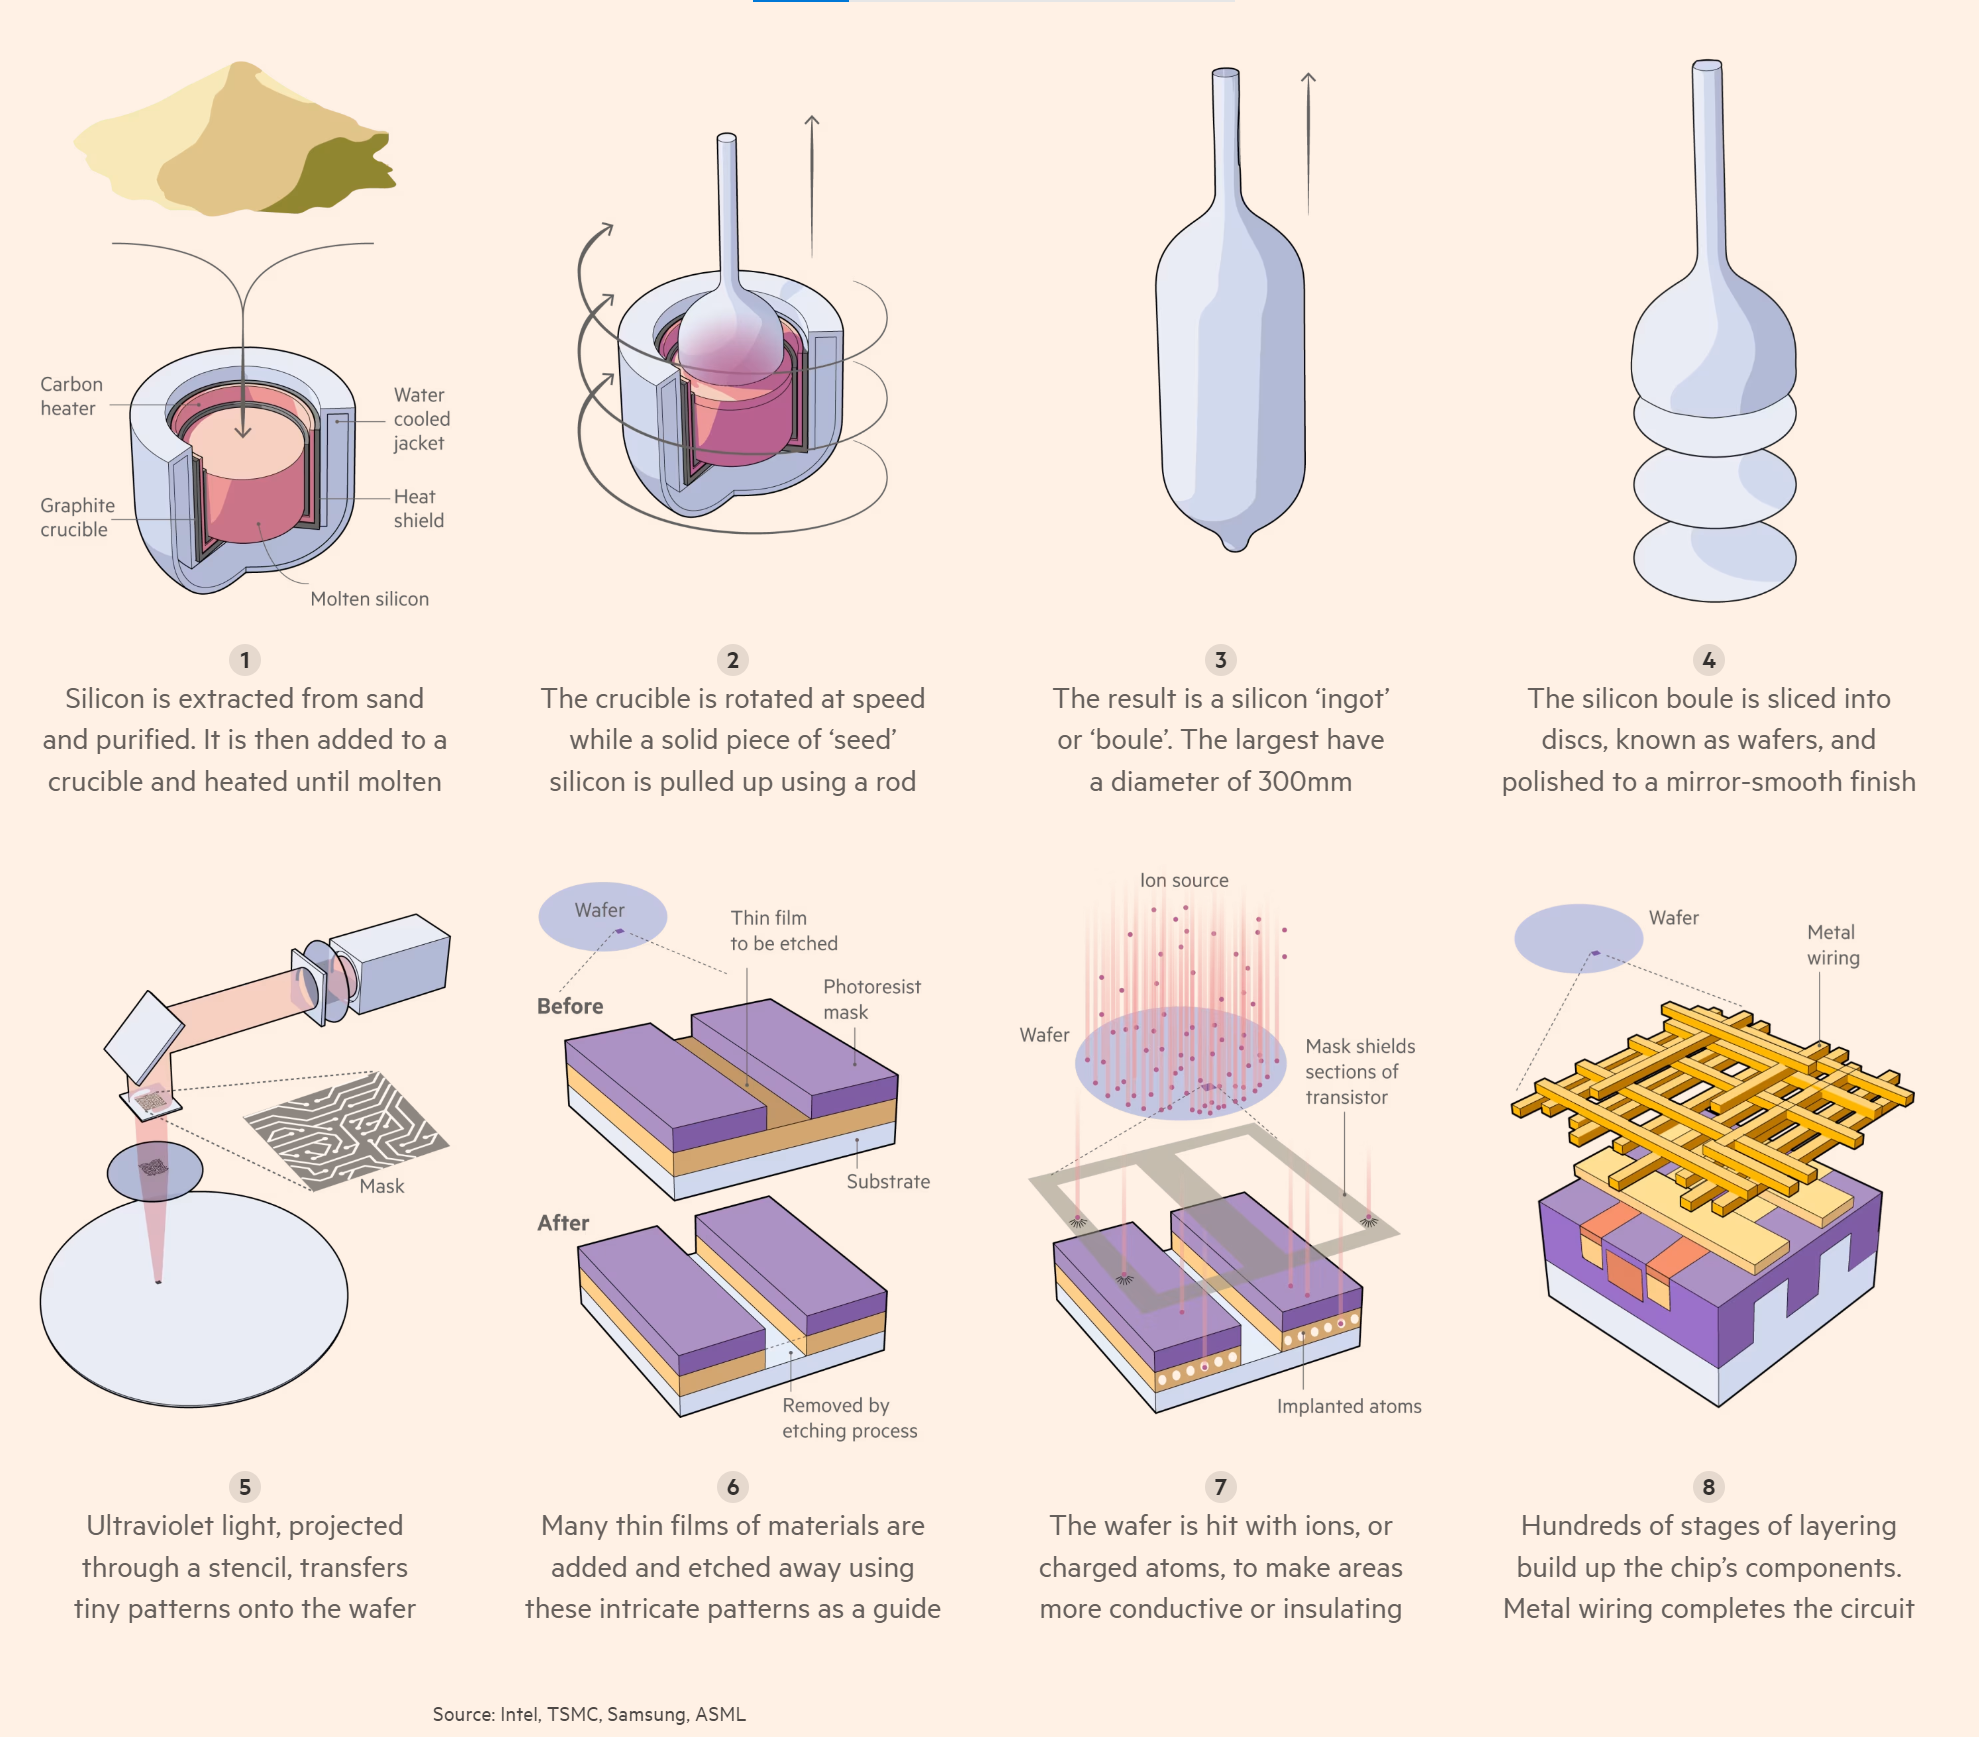 Carbon
heater
Water
cooled
jacket
Graphite
crucible
Heat
shield
Molten silicon
1
Silicon is extracted from sand
and purified. It is then added to a
crucible and heated until molten
2
The crucible is rotated at speed
while a solid piece of ‘seed’
silicon is pulled up using a rod
3
The result is a silicon ‘ingot’
or ‘boule’. The largest have
a diameter of 300mm
4
The silicon boule is sliced into
discs, known as wafers, and
polished to a mirror-smooth finish
Mask
5
Ultraviolet light, projected
through a stencil, transfers
tiny patterns onto the wafer
Wafer
Thin film
to be etched
Before
Photoresist
mask
Substrate
After
Removed by
etching process
6
Many thin films of materials are
added and etched away using
these intricate patterns as a guide
Ion source
Wafer
Mask shields
sections of
transistor
Implanted atoms
7
The wafer is hit with ions, or
charged atoms, to make areas
more conductive or insulating
Wafer
Metal
wiring
8
Hundreds of stages of layering
build up the chip’s components.
Metal wiring completes the circuit
Source: Intel, TSMC, Samsung, ASML